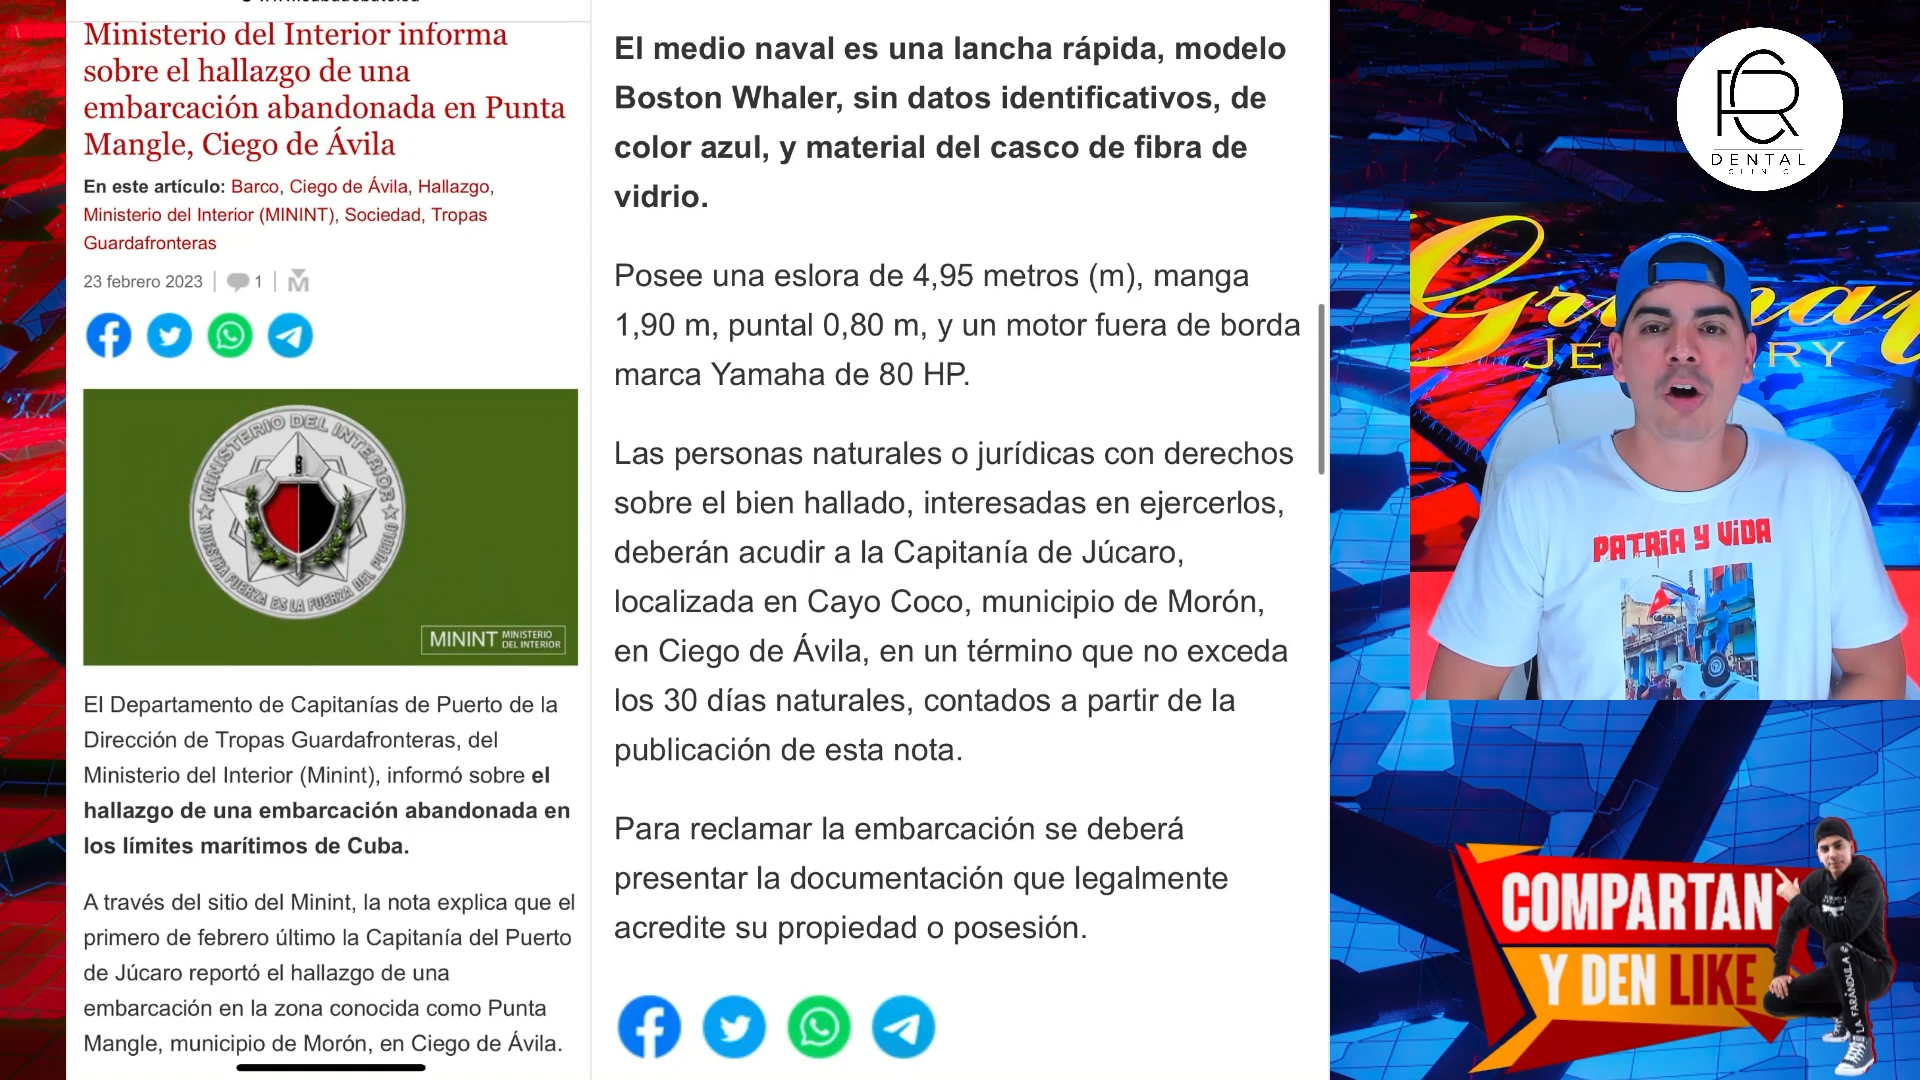 Ministerio del Interior informa
sobre el hallazgo de una
embarcación abandonada en Punta
Mangle, Ciego de Ávila
En este artículo: Barco, Ciego de Ávila, Hallazgo,
Ministerio del Interior (MININT), Sociedad, Tropas
Guardafronteras
23 febrero 2023 | 1 |
MINISTERIO DEL INTERIOR
NUESTRA FUERZA ES LA FUERZA DEL PUEBLO
MININT MINISTERIO
DEL INTERIOR
El Departamento de Capitanías de Puerto de la
Dirección de Tropas Guardafronteras, del
Ministerio del Interior (Minint), informó sobre el
hallazgo de una embarcación abandonada en
los límites marítimos de Cuba.
A través del sitio del Minint, la nota explica que el
primero de febrero último la Capitanía del Puerto
de Júcaro reportó el hallazgo de una
embarcación en la zona conocida como Punta
Mangle, municipio de Morón, en Ciego de Ávila.
El medio naval es una lancha rápida, modelo
Boston Whaler, sin datos identificativos, de
color azul, y material del casco de fibra de
vidrio.
Posee una eslora de 4,95 metros (m), manga
1,90 m, puntal 0,80 m, y un motor fuera de borda
marca Yamaha de 80 HP.
Las personas naturales o jurídicas con derechos
sobre el bien hallado, interesadas en ejercerlos,
deberán acudir a la Capitanía de Júcaro,
localizada en Cayo Coco, municipio de Morón,
en Ciego de Ávila, en un término que no exceda
los 30 días naturales, contados a partir de la
publicación de esta nota.
Para reclamar la embarcación se deberá
presentar la documentación que legalmente
acredite su propiedad o posesión.
DENTAL
CLINIC
PATRIA Y VIDA
COMPARTAN
Y DEN LIKE
LA FARÁNDULA